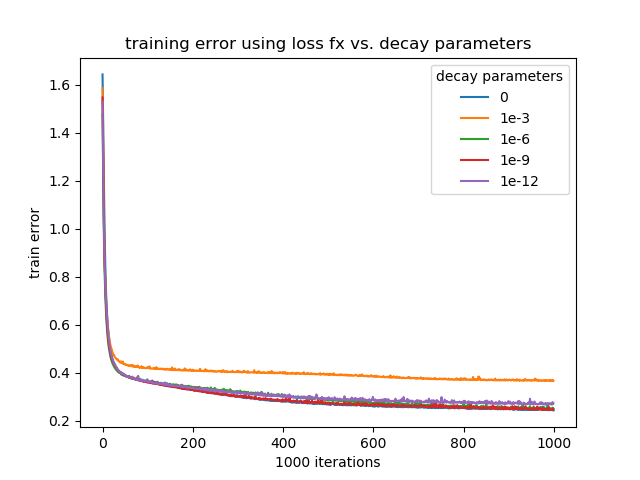 training error using loss fx vs. decay parameters
decay parameters
0
1e-3
1e-6
1e-9
1e-12
train error
1.6
1.4
1.2
1.0
0.8
0.6
0.4
0.2
0
200
400
600
800
1000
1000 iterations